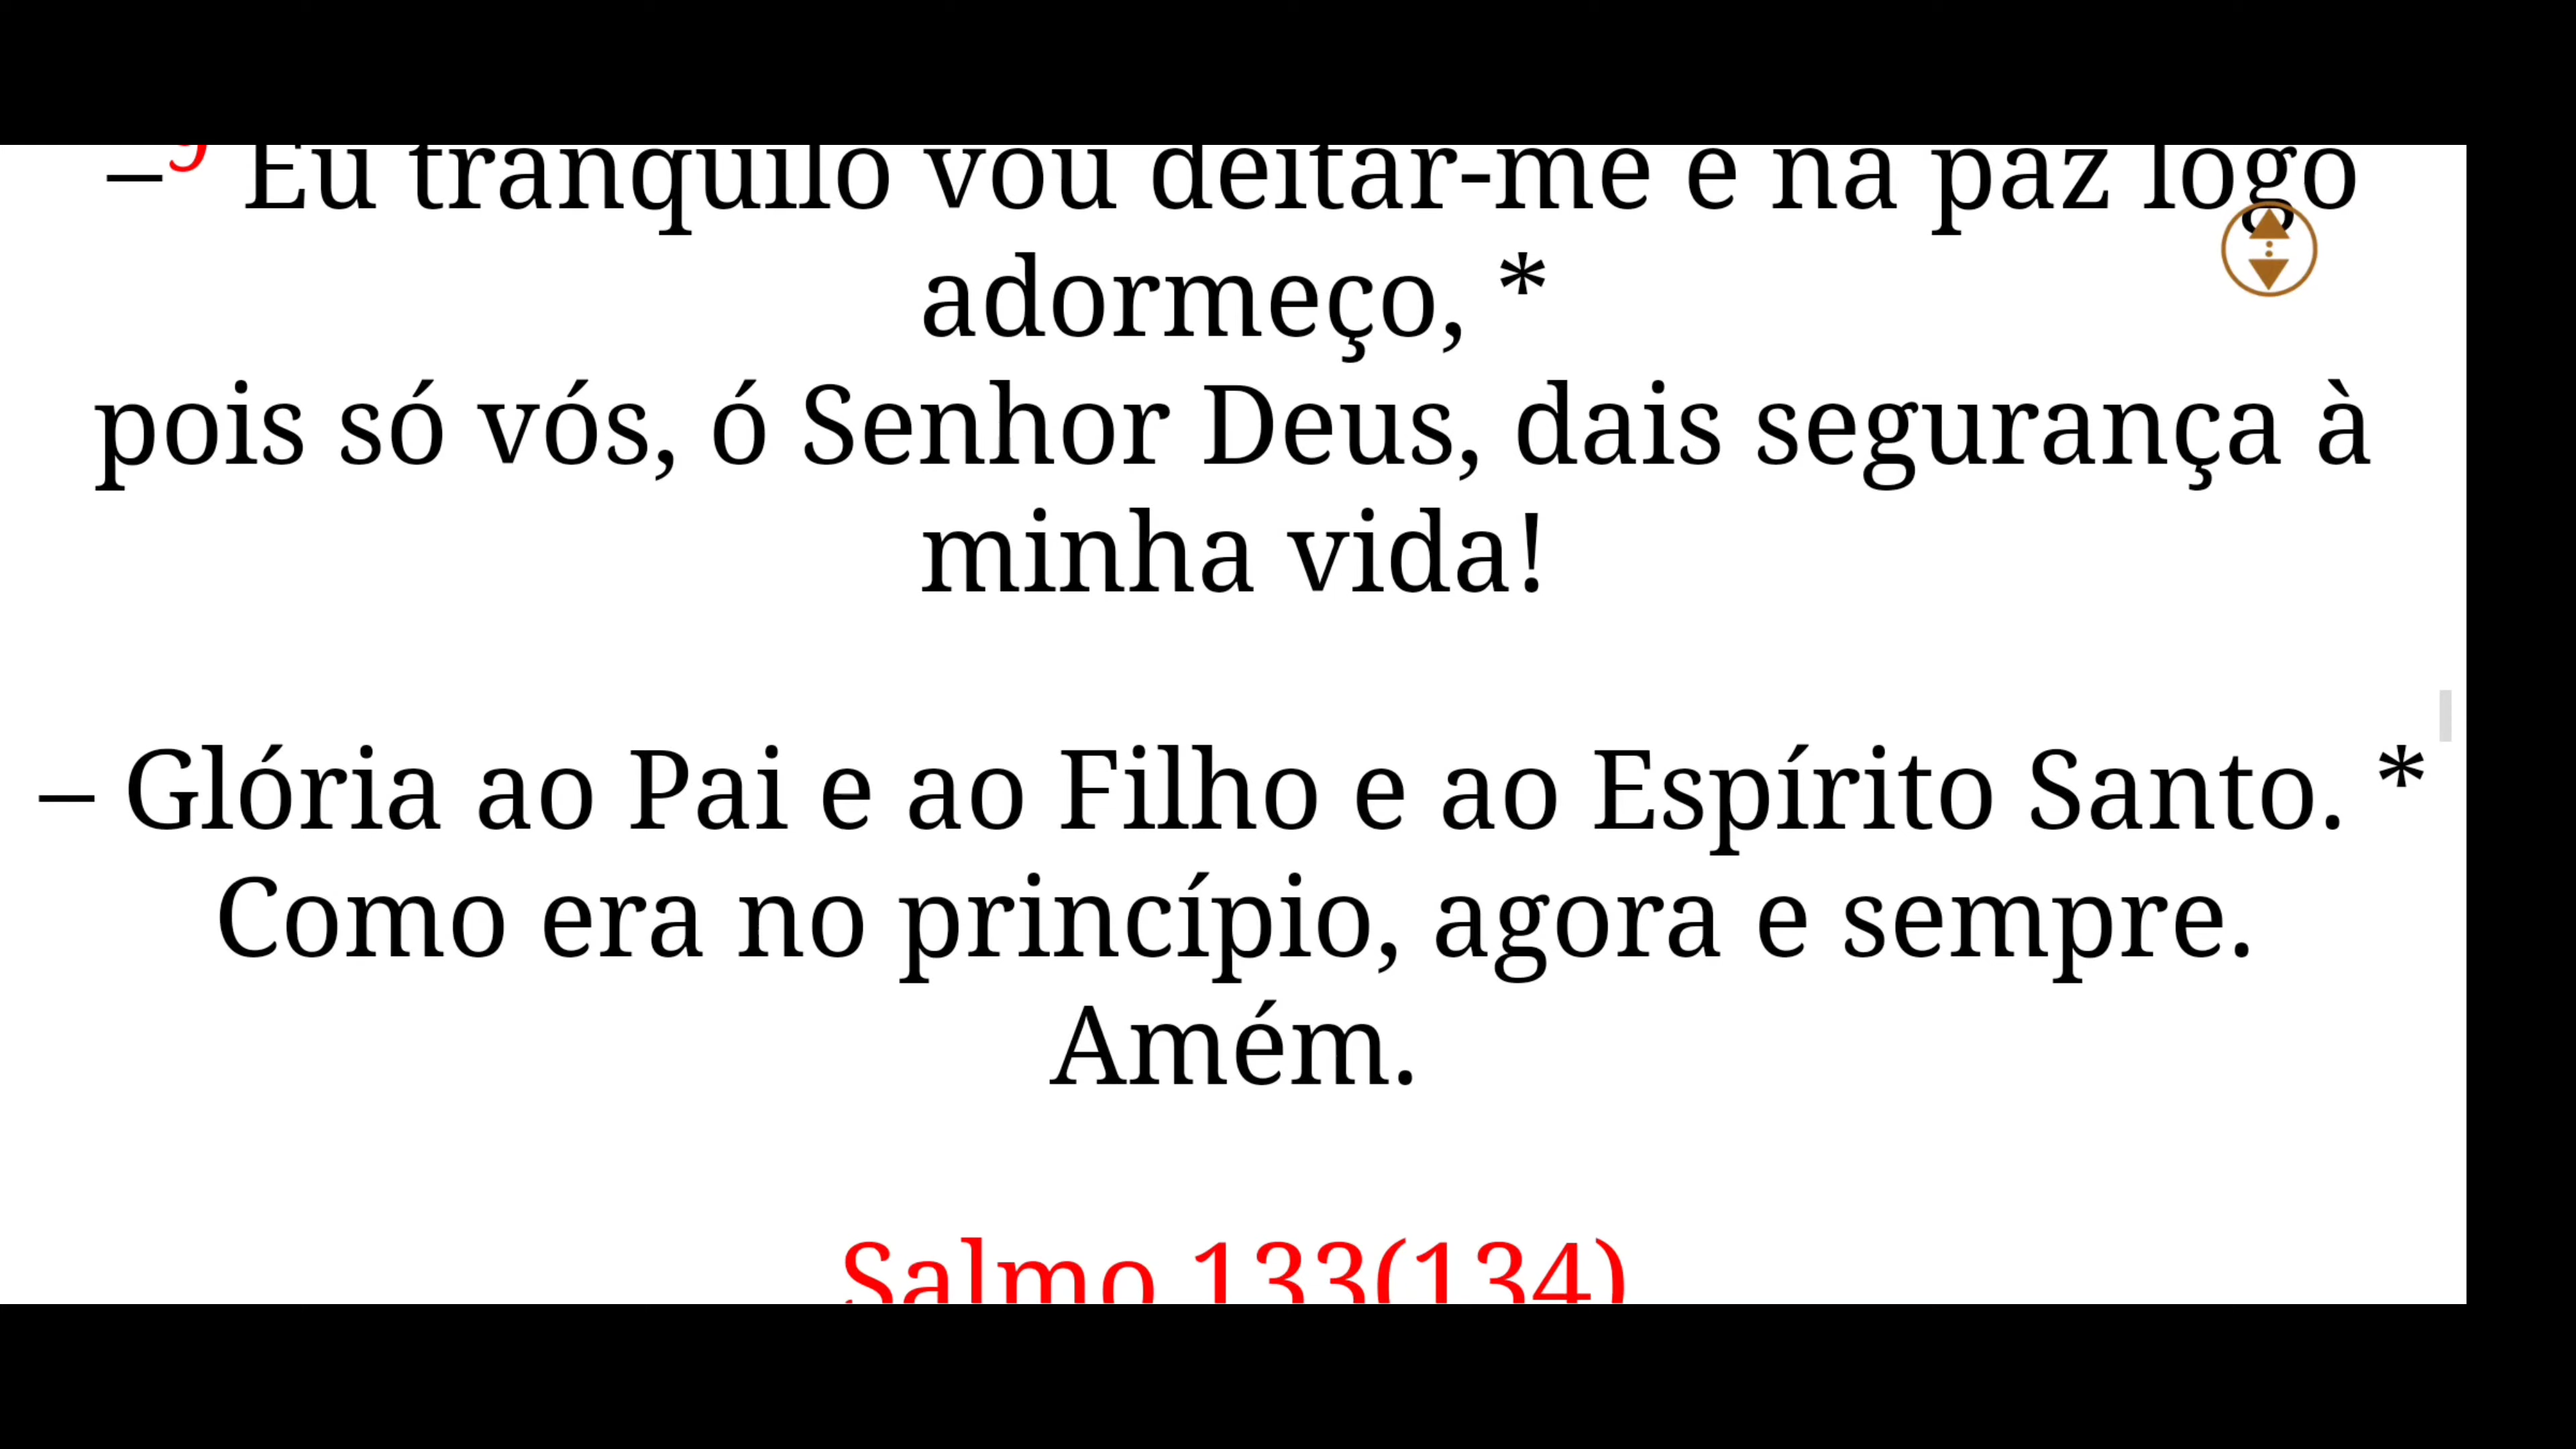 –⁹ Eu tranquilo vou deitar-me e na paz logo
adormeço, *
pois só vós, ó Senhor Deus, dais segurança à
minha vida!
– Glória ao Pai e ao Filho e ao Espírito Santo. *
Como era no princípio, agora e sempre.
Amém.
Salmo 133(134)